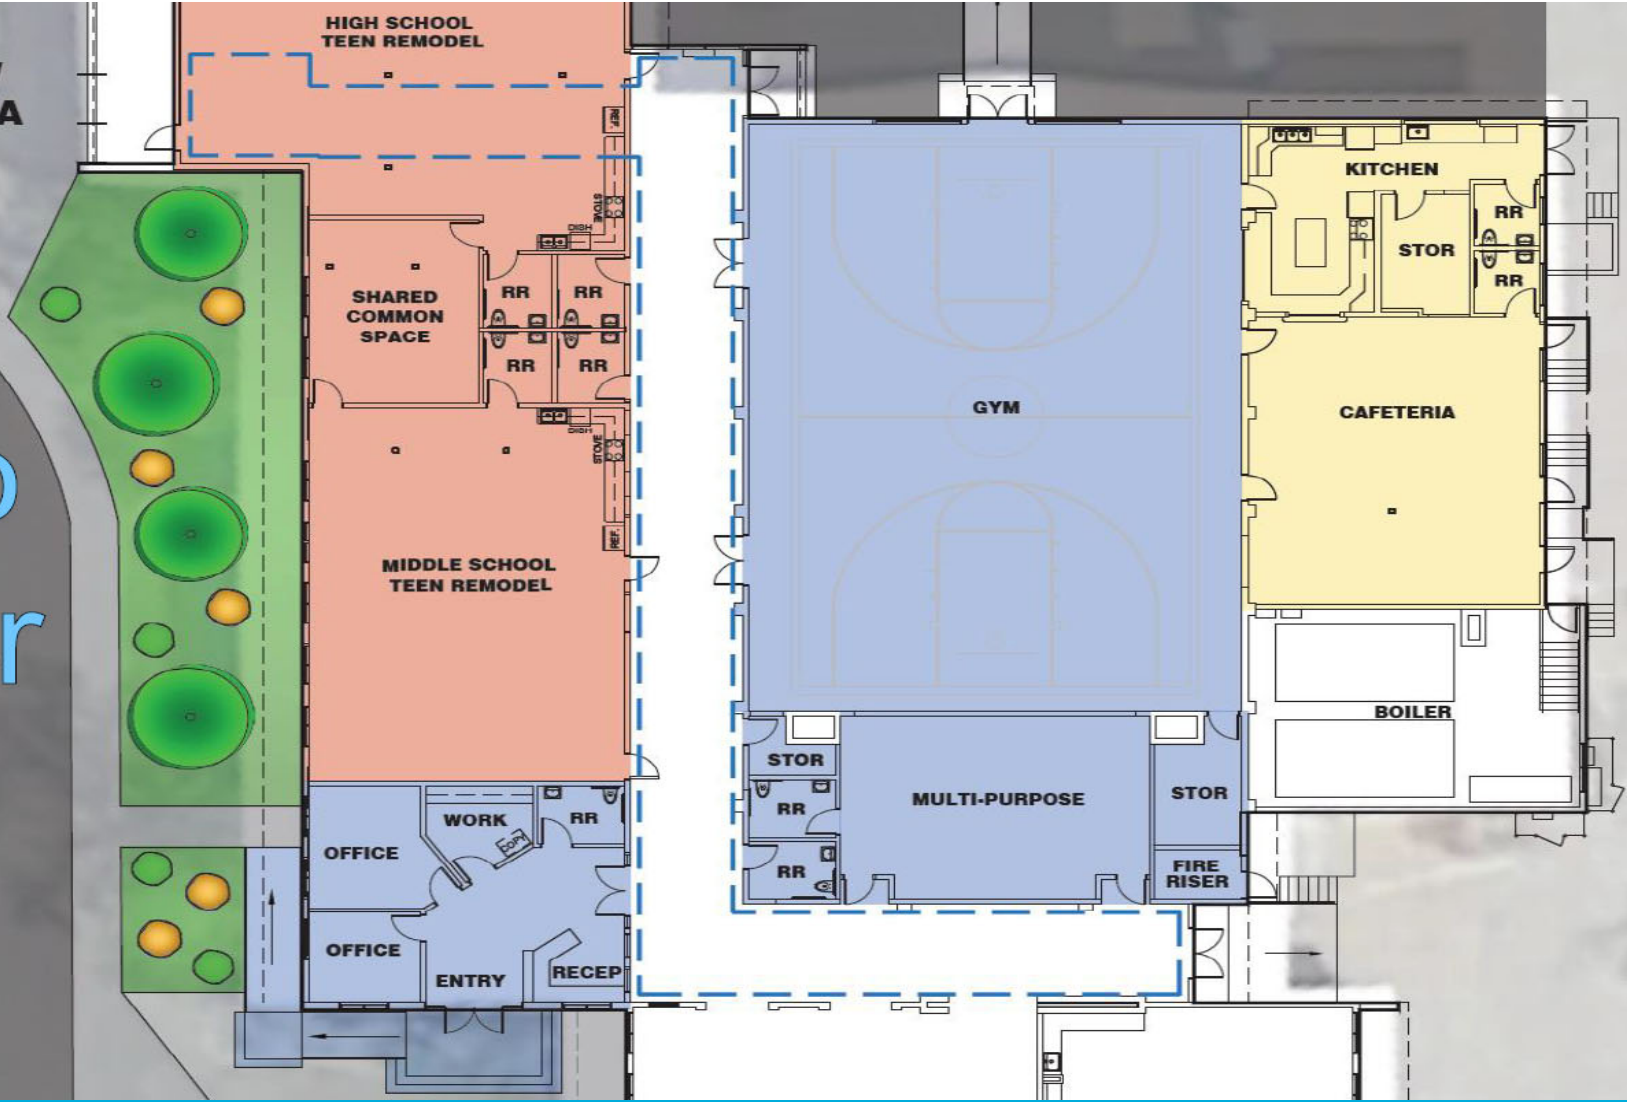 HIGH SCHOOL
TEEN REMODEL
A
REF.
STOVE
DISH
KITCHEN
RR
STOR
RR
SHARED
COMMON
SPACE
RR
RR
RR
RR
GYM
CAFETERIA
DISH
STOVE
REF.
MIDDLE SCHOOL
TEEN REMODEL
r
BOILER
STOR
RR
MULTI-PURPOSE
STOR
WORK
RR
COPY
OFFICE
RR
FIRE
RISER
OFFICE
ENTRY
RECEP